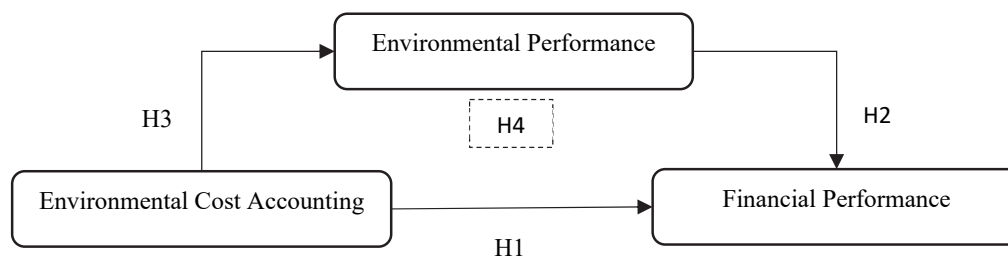 Environmental Performance
H3
H4
H2
Environmental Cost Accounting
Financial Performance
H1